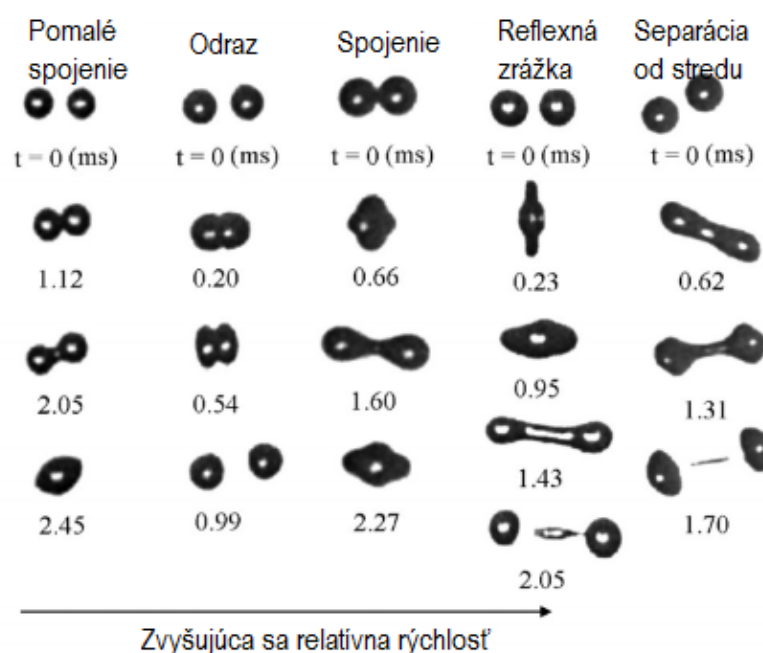 Pomalé
spojenie
Odraz
Spojenie
Reflexná
zrážka
Separácia
od stredu
t = 0 (ms)
t = 0 (ms)
t = 0 (ms)
t = 0 (ms)
t = 0 (ms)
1.12
0.20
0.66
0.23
0.62
2.05
0.54
1.60
0.95
1.31
1.43
2.45
0.99
2.27
1.70
2.05
Zvyšujúca sa relatívna rýchlosť